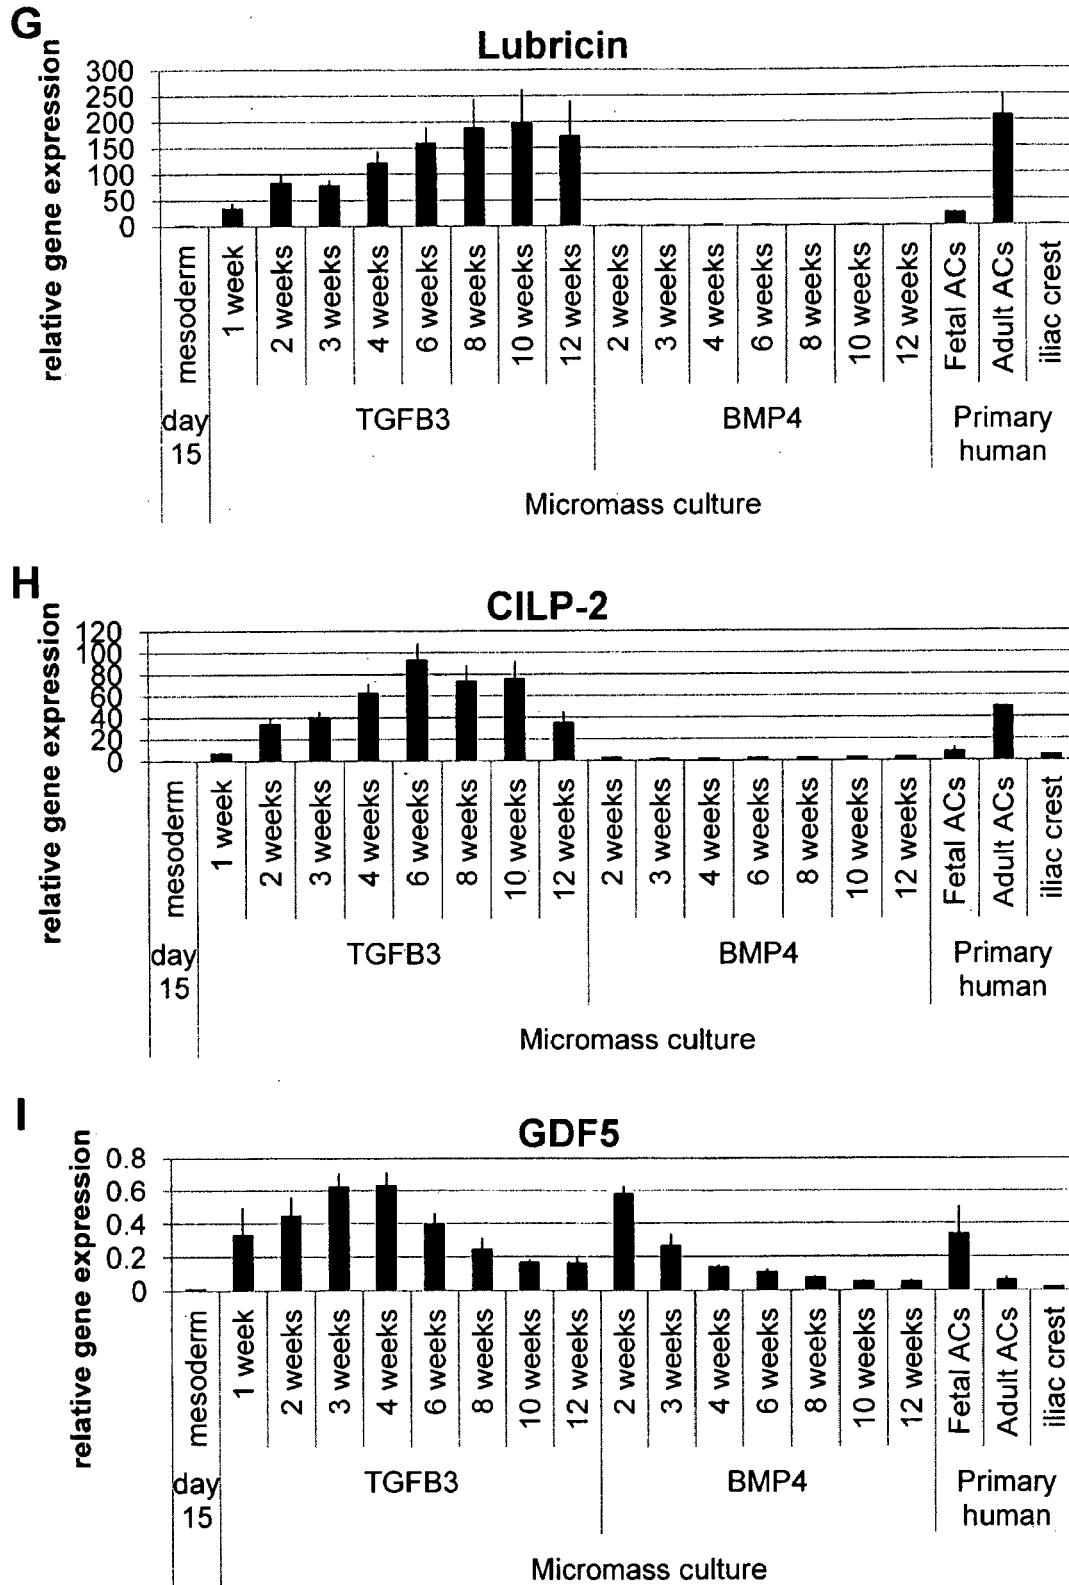 G
Lubricin
relative gene expression
300
250
200
150
100
50
0
mesoderm
1 week
2 weeks
3 weeks
4 weeks
6 weeks
8 weeks
10 weeks
12 weeks
2 weeks
3 weeks
4 weeks
6 weeks
8 weeks
10 weeks
12 weeks
Fetal ACs
Adult ACs
iliac crest
day
15
TGFB3
BMP4
Primary
human
Micromass culture
H
CILP-2
relative gene expression
120
100
80
60
40
20
0
mesoderm
1 week
2 weeks
3 weeks
4 weeks
6 weeks
8 weeks
10 weeks
12 weeks
2 weeks
3 weeks
4 weeks
6 weeks
8 weeks
10 weeks
12 weeks
Fetal ACs
Adult ACs
iliac crest
day
15
TGFB3
BMP4
Primary
human
Micromass culture
I
GDF5
relative gene expression
0.8
0.6
0.4
0.2
0
mesoderm
1 week
2 weeks
3 weeks
4 weeks
6 weeks
8 weeks
10 weeks
12 weeks
2 weeks
3 weeks
4 weeks
6 weeks
8 weeks
10 weeks
12 weeks
Fetal ACs
Adult ACs
iliac crest
day
15
TGFB3
BMP4
Primary
human
Micromass culture